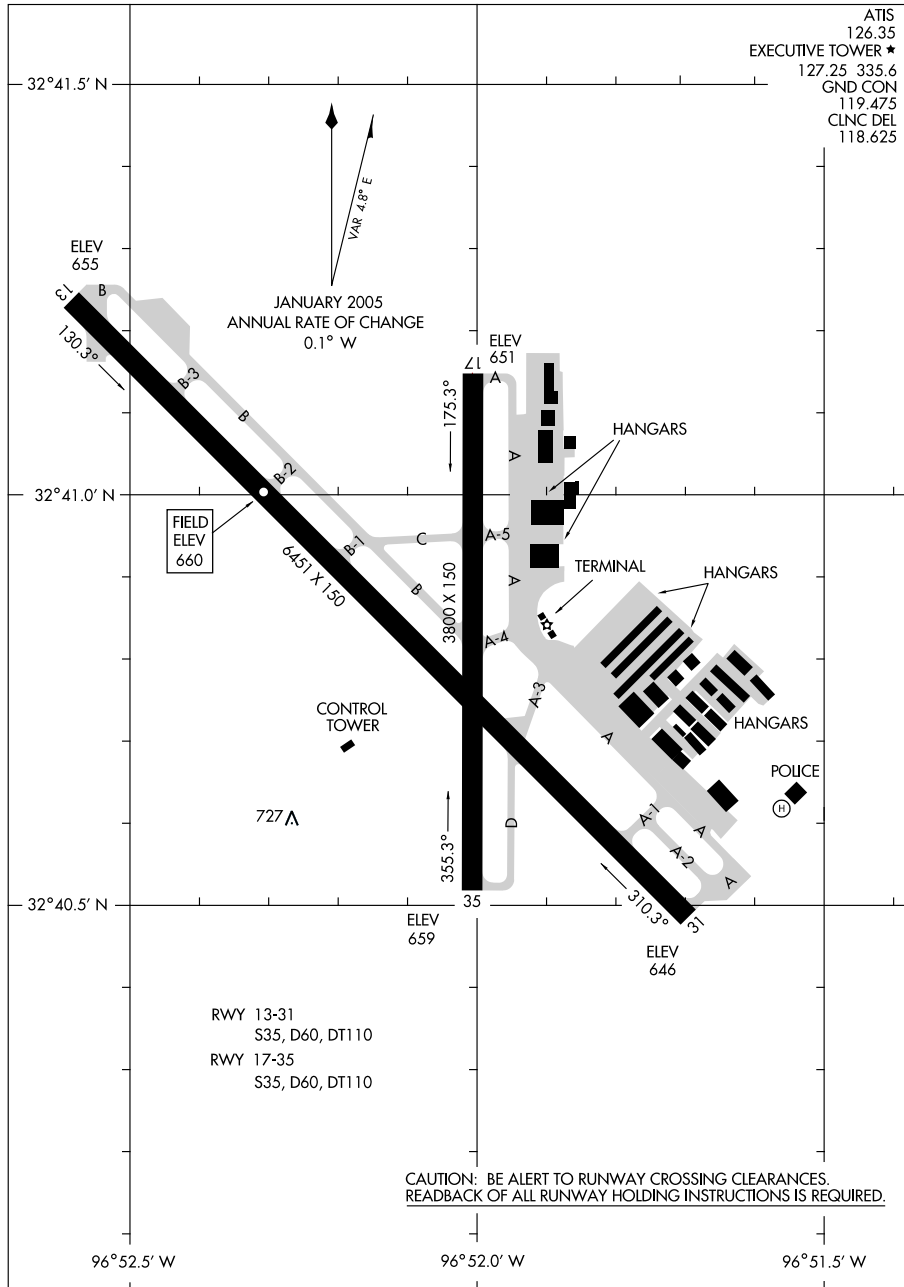 ATIS
126.35
EXECUTIVE TOWER ★
127.25 335.6
GND CON
119.475
CLNC DEL
118.625
32°41.5' N
VAR 4.8° E
JANUARY 2005
ANNUAL RATE OF CHANGE
0.1° W
ELEV
655
13
B
130.3°
B-3
B
B-2
B-1
B
C
ELEV
651
17
A
175.3°
A
HANGARS
32°41.0' N
FIELD
ELEV
660
6451 X 150
3800 X 150
A-5
A
A-4
A-3
TERMINAL
HANGARS
HANGARS
CONTROL
TOWER
A
POLICE
H
727
D
355.3°
A-1
A
A-2
A
310.3°
31
35
32°40.5' N
ELEV
659
ELEV
646
RWY 13-31
S35, D60, DT110
RWY 17-35
S35, D60, DT110
CAUTION: BE ALERT TO RUNWAY CROSSING CLEARANCES.
READBACK OF ALL RUNWAY HOLDING INSTRUCTIONS IS REQUIRED.
96°52.5' W
96°52.0' W
96°51.5' W